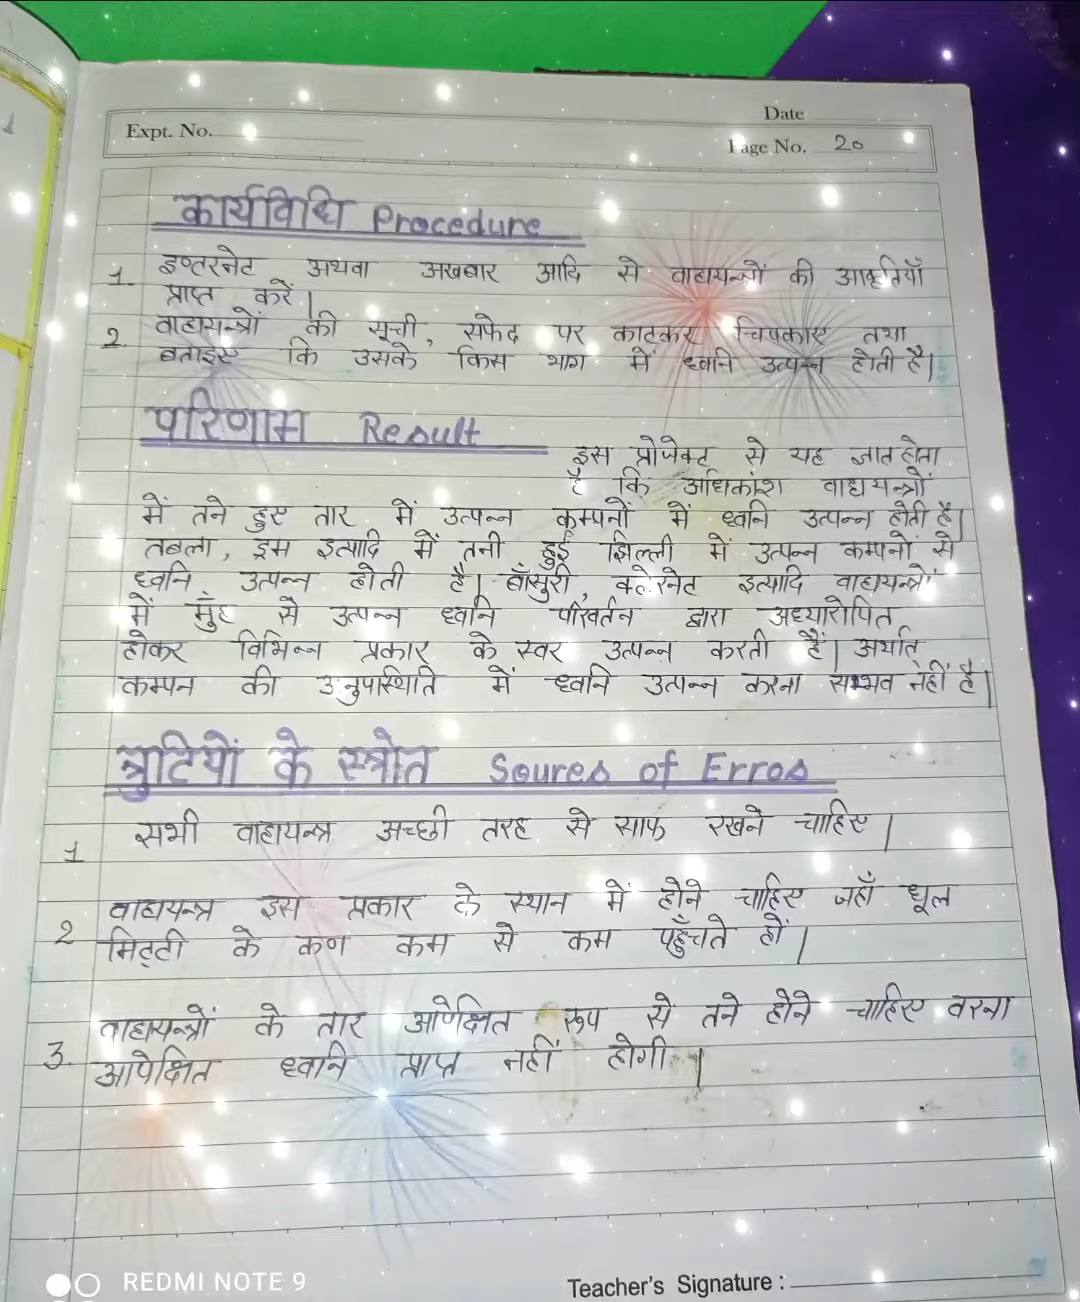 Date
Expt. No.
Page No. 20
कार्यविधि Procedure
1. इण्टरनेट अथवा अखबार आदि से वाद्ययन्त्रों की आकृतियाँ
प्राप्त करें।
2. वाद्ययन्त्रों की सूची, सफेद पर काटकर चिपकाए तथा
बताइए कि उसके किस भाग में ध्वनि उत्पन्न होती है।
परिणाम Result
इस प्रोजेक्ट से यह ज्ञात होता
है कि अधिकांश वाद्ययन्त्रों
में तने हुए तार में उत्पन्न कम्पनों में ध्वनि उत्पन्न होती है।
तबला, ड्रम इत्यादि में तनी हुई झिल्ली में उत्पन्न कम्पनों से
ध्वनि उत्पन्न होती है। बाँसुरी, क्लेरनेट इत्यादि वाद्ययन्त्रों
में मुँह से उत्पन्न ध्वनि परिवर्तन द्वारा अध्यारोपित
होकर विभिन्न प्रकार के स्वर उत्पन्न करती हैं। अर्थात
कम्पन की अनुपास्थिति में ध्वनि उत्पन्न करना सम्भव नहीं है।
त्रुटियों के स्त्रोत Soures of Erros
1 सभी वाद्ययन्त्र अच्छी तरह से साफ रखने चाहिए।
2 वाद्ययन्त्र इस प्रकार के स्थान में होने चाहिए जहाँ धूल
मिट्टी के कण कम से कम पहुँचते हों।
3. वाद्ययन्त्रों के तार आपेक्षित रूप से तने होने चाहिए वरना
आपेक्षित ध्वनि प्राप्त नहीं होगी।
REDMI NOTE 9
Teacher's Signature :